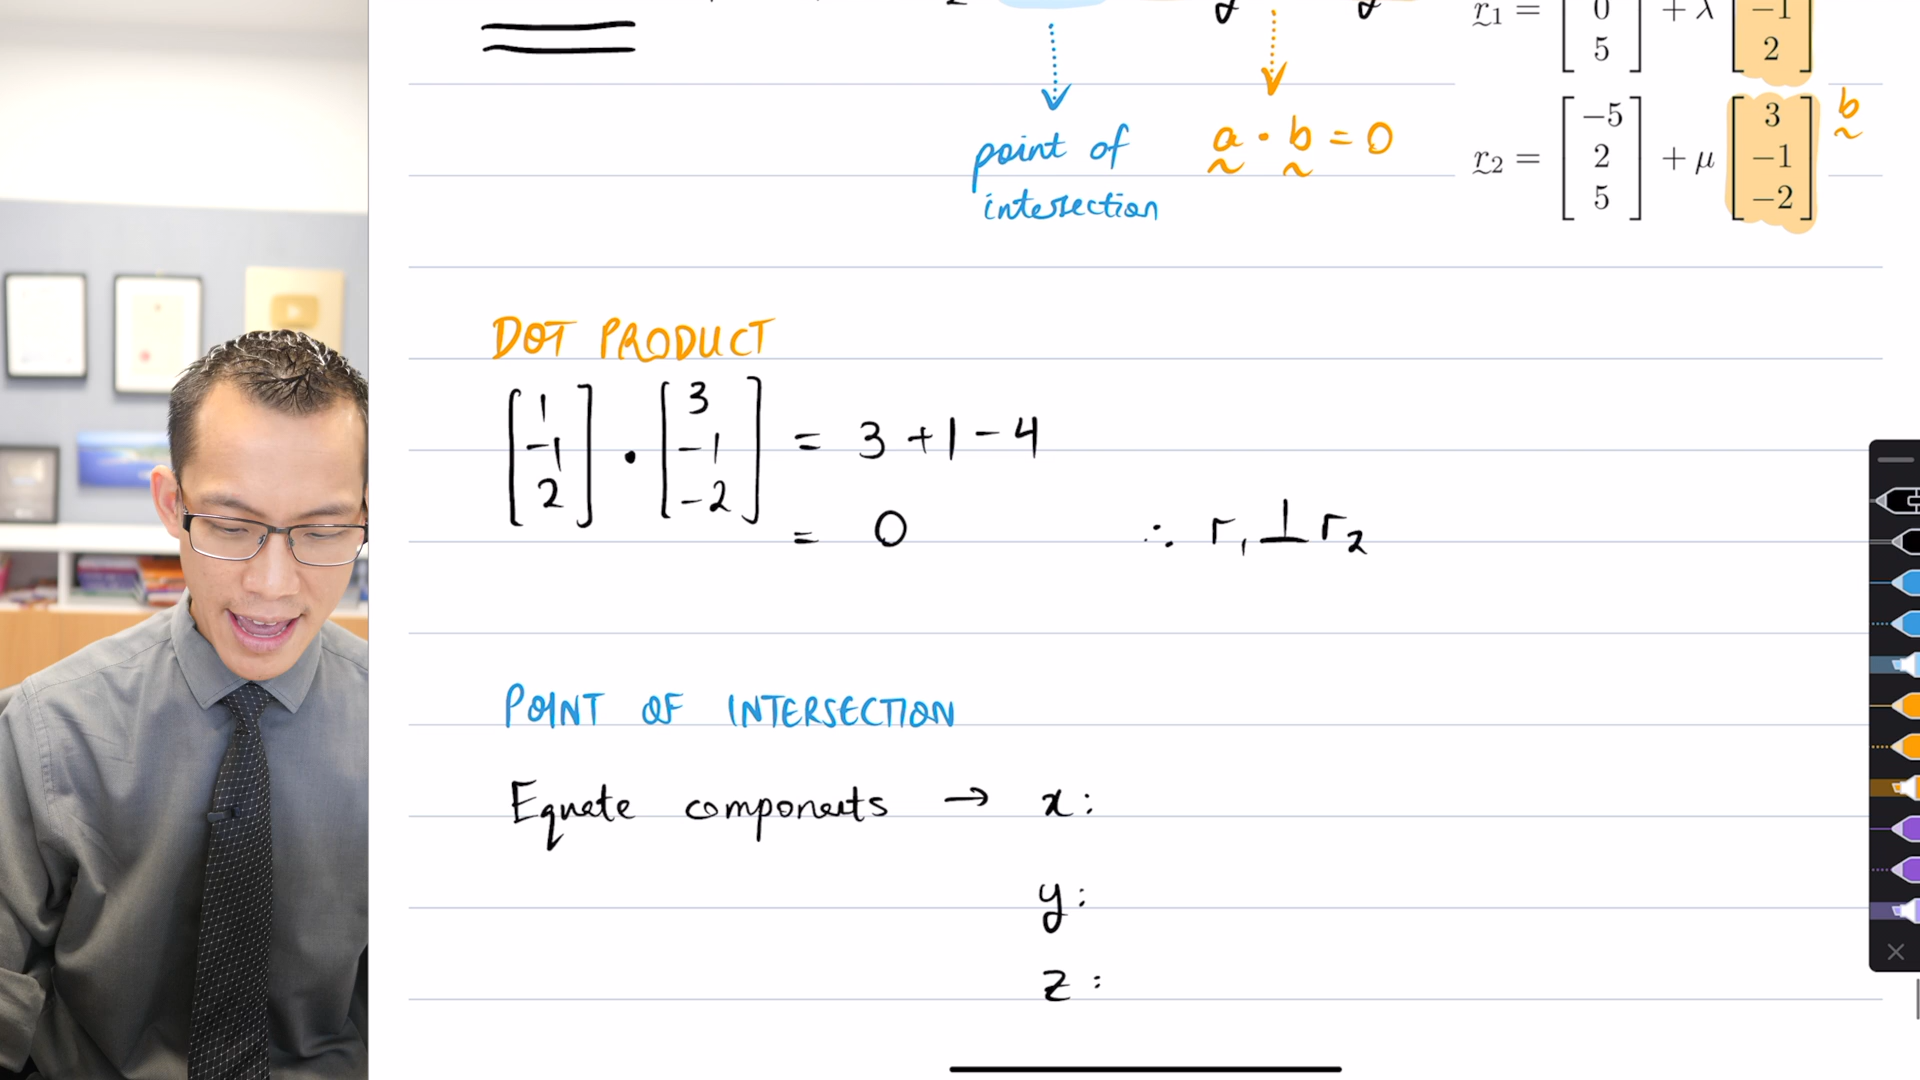 r1 = [0 5] + λ [-1 2]
point of
intersection
a · b = 0
r2 = [-5 2 5] + μ [3 -1 -2] b
DOT PRODUCT
[1 -1 2] · [3 -1 -2] = 3 + 1 - 4
= 0 ∴ r1 ⊥ r2
POINT OF INTERSECTION
Equate components → x:
y:
z: